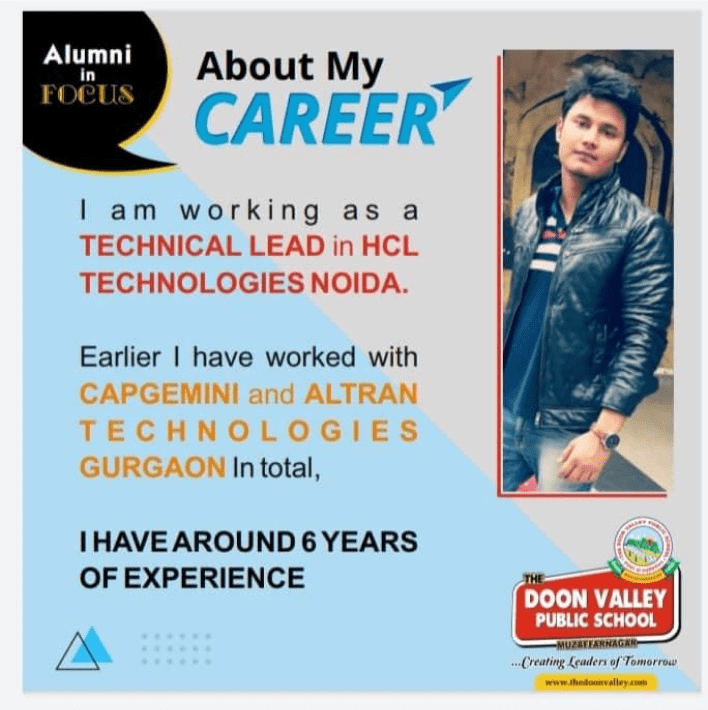 Alumni
in
FOCUS
About My
CAREER
I am working as a
TECHNICAL LEAD in HCL
TECHNOLOGIES NOIDA.
Earlier I have worked with
CAPGEMINI and ALTRAN
TECHNOLOGIES
GURGAON In total,
I HAVE AROUND 6 YEARS
OF EXPERIENCE
THE
DOON VALLEY
PUBLIC SCHOOL
MUZAFFARNAGAR
...Creating Leaders of Tomorrow
www.thedoonvalley.com